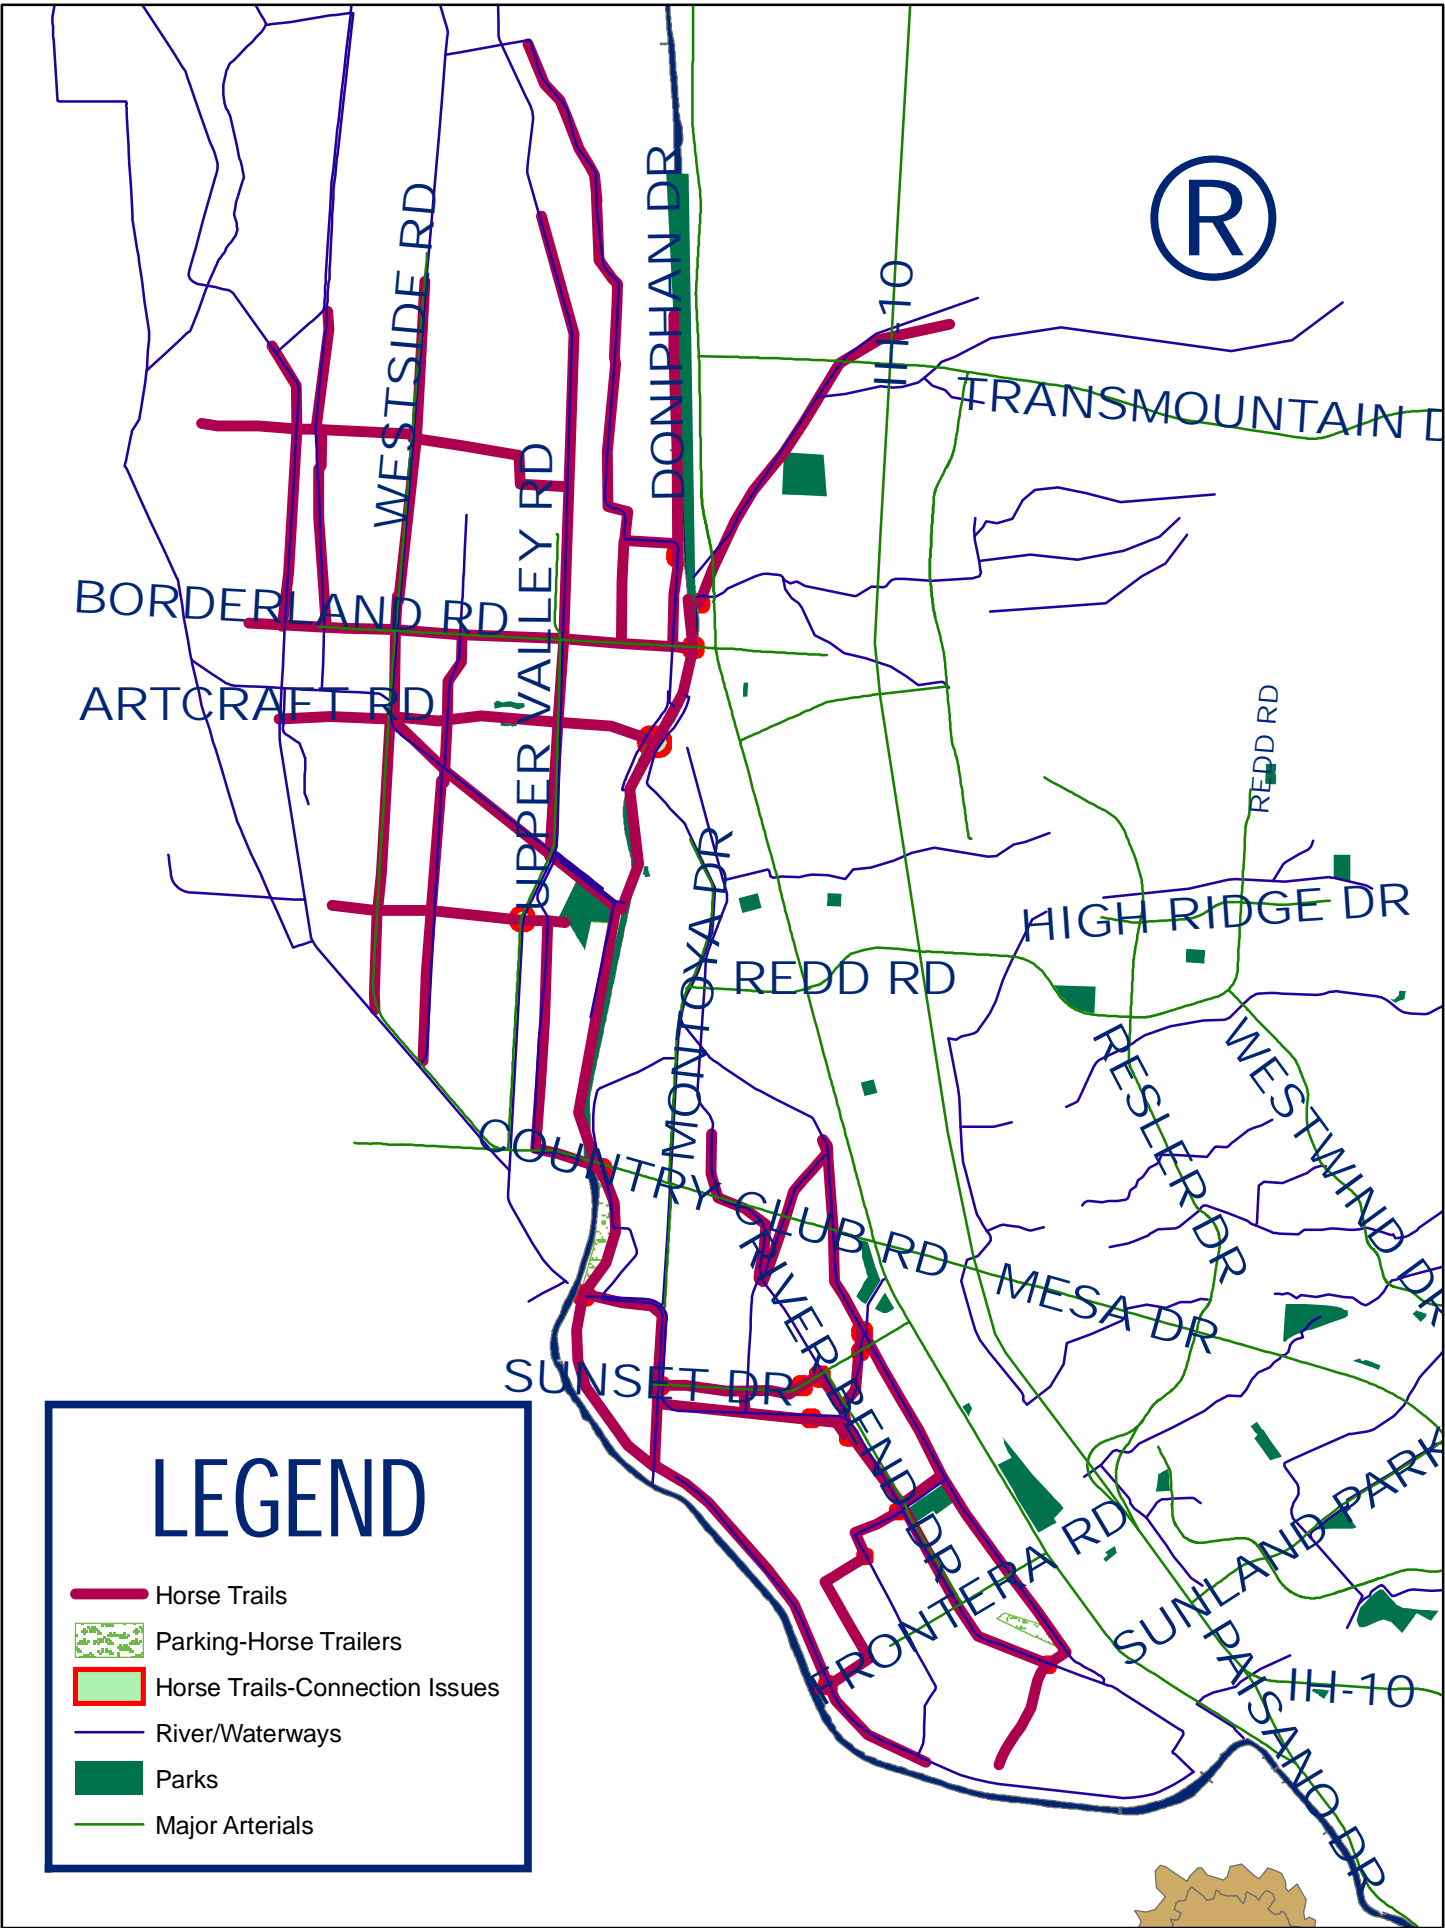 ®
WESTSIDE RD
DONIPHAN DR
IH-10
TRANSMOUNTAIN D
UPPER VALLEY RD
BORDERLAND RD
ARTCRAFT RD
REDD RD
MONTOYA DR
HIGH RIDGE DR
REDD RD
RESLER DR
WESTWIND DR
COUNTRY CLUB RD
MESA DR
RIVER BEND DR
SUNSET DR
FRONTERA RD
SUNLAND PARK
PAISANO DR
IH-10
LEGEND
Horse Trails
Parking-Horse Trailers
Horse Trails-Connection Issues
River/Waterways
Parks
Major Arterials